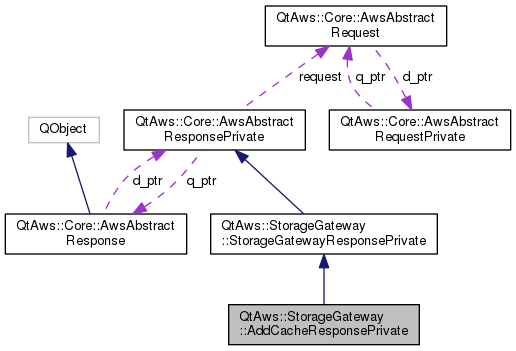 QtAws::Core::AwsAbstract
Request
request
q_ptr
d_ptr
QObject
QtAws::Core::AwsAbstract
ResponsePrivate
QtAws::Core::AwsAbstract
RequestPrivate
d_ptr
q_ptr
QtAws::Core::AwsAbstract
Response
QtAws::StorageGateway
::StorageGatewayResponsePrivate
QtAws::StorageGateway
::AddCacheResponsePrivate